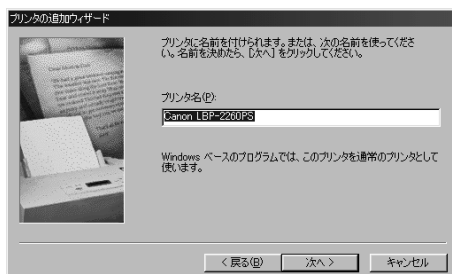 プリンタの追加ウィザード
プリンタに名前を付けられます。または、次の名前を使ってくださ
い。名前を決めたら、[次へ] をクリックしてください。
プリンタ名(P):
Canon LBP-2260PS
Windows ベースのプログラムでは、このプリンタを通常のプリンタとして
使います。
< 戻る(B)
次へ >
キャンセル